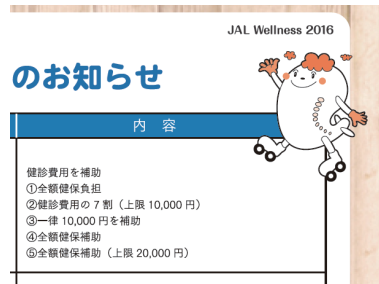 JAL Wellness 2016
のお知らせ
内 容
健診費用を補助
①全額健保負担
②健診費用の7割（上限 10,000 円）
③一律 10,000 円を補助
④全額健保補助
⑤全額健保補助（上限 20,000 円）